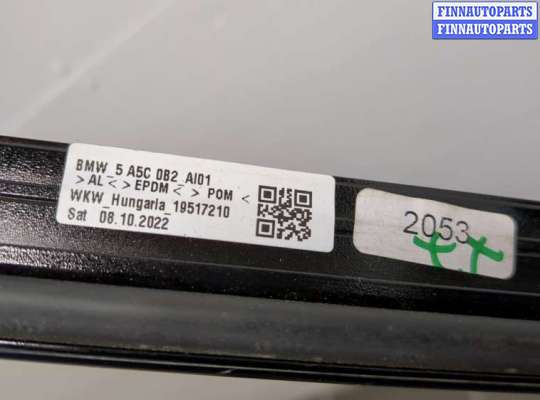 FINNAUTOPARTS
FINNAUTOPARTS
BMW_5 A5C 0B2_AI01
>AL<>EPDM<>POM<
WKW_Hungaria_19517210
Sat 08.10.2022
2053